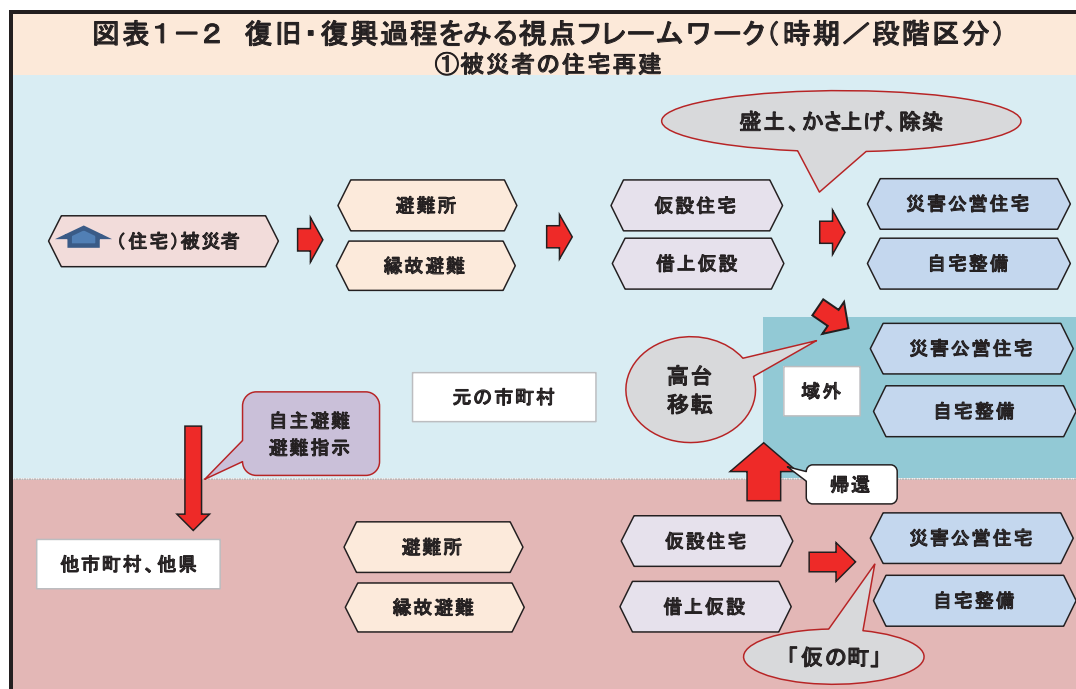 図表1－2 復旧・復興過程をみる視点フレームワーク（時期／段階区分）
①被災者の住宅再建
盛土、かさ上げ、除染
（住宅）被災者
避難所
縁故避難
仮設住宅
借上仮設
災害公営住宅
自宅整備
高台
移転
域外
災害公営住宅
自宅整備
元の市町村
自主避難
避難指示
帰還
他市町村、他県
避難所
縁故避難
仮設住宅
借上仮設
災害公営住宅
自宅整備
「仮の町」